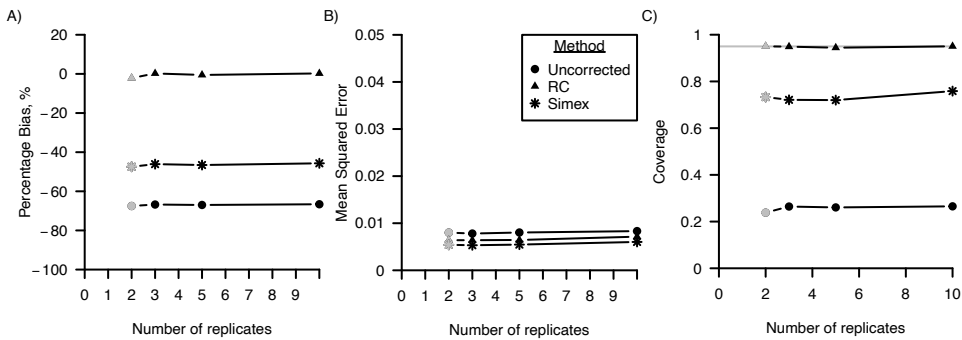 A)
20
0
−20
−40
−60
−80
−100
Percentage Bias, %
0 1 2 3 4 5 6 7 8 9
Number of replicates
B)
0.05
0.04
0.03
0.02
0.01
0
Mean Squared Error
Method
Uncorrected
RC
Simex
0 1 2 3 4 5 6 7 8 9
Number of replicates
C)
1
0.8
0.6
0.4
0.2
0
Coverage
0 2 4 6 8 10
Number of replicates